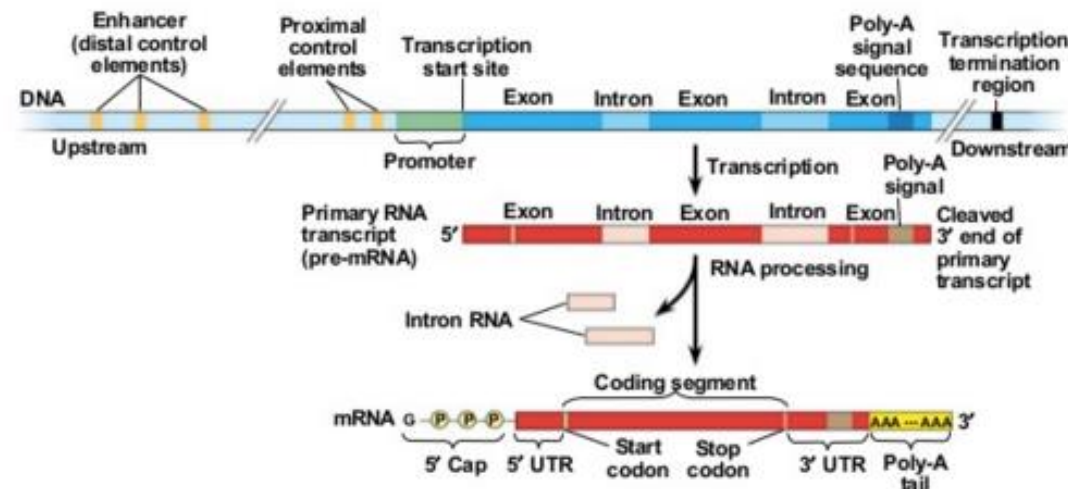 Enhancer
(distal control
elements)
Proximal
control
elements
Transcription
start site
Poly-A
signal
sequence
Transcription
termination
region
DNA
Exon Intron Exon Intron Exon
Upstream
Promoter
Downstream
Transcription
Poly-A
signal
Primary RNA
transcript
(pre-mRNA)
5′
Exon Intron Exon Intron Exon
Cleaved
3′ end of
primary
transcript
RNA processing
Intron RNA
Coding segment
mRNA G P P P AAA ··· AAA 3′
5′ Cap 5′ UTR
Start
codon
Stop
codon
3′ UTR
Poly-A
tail